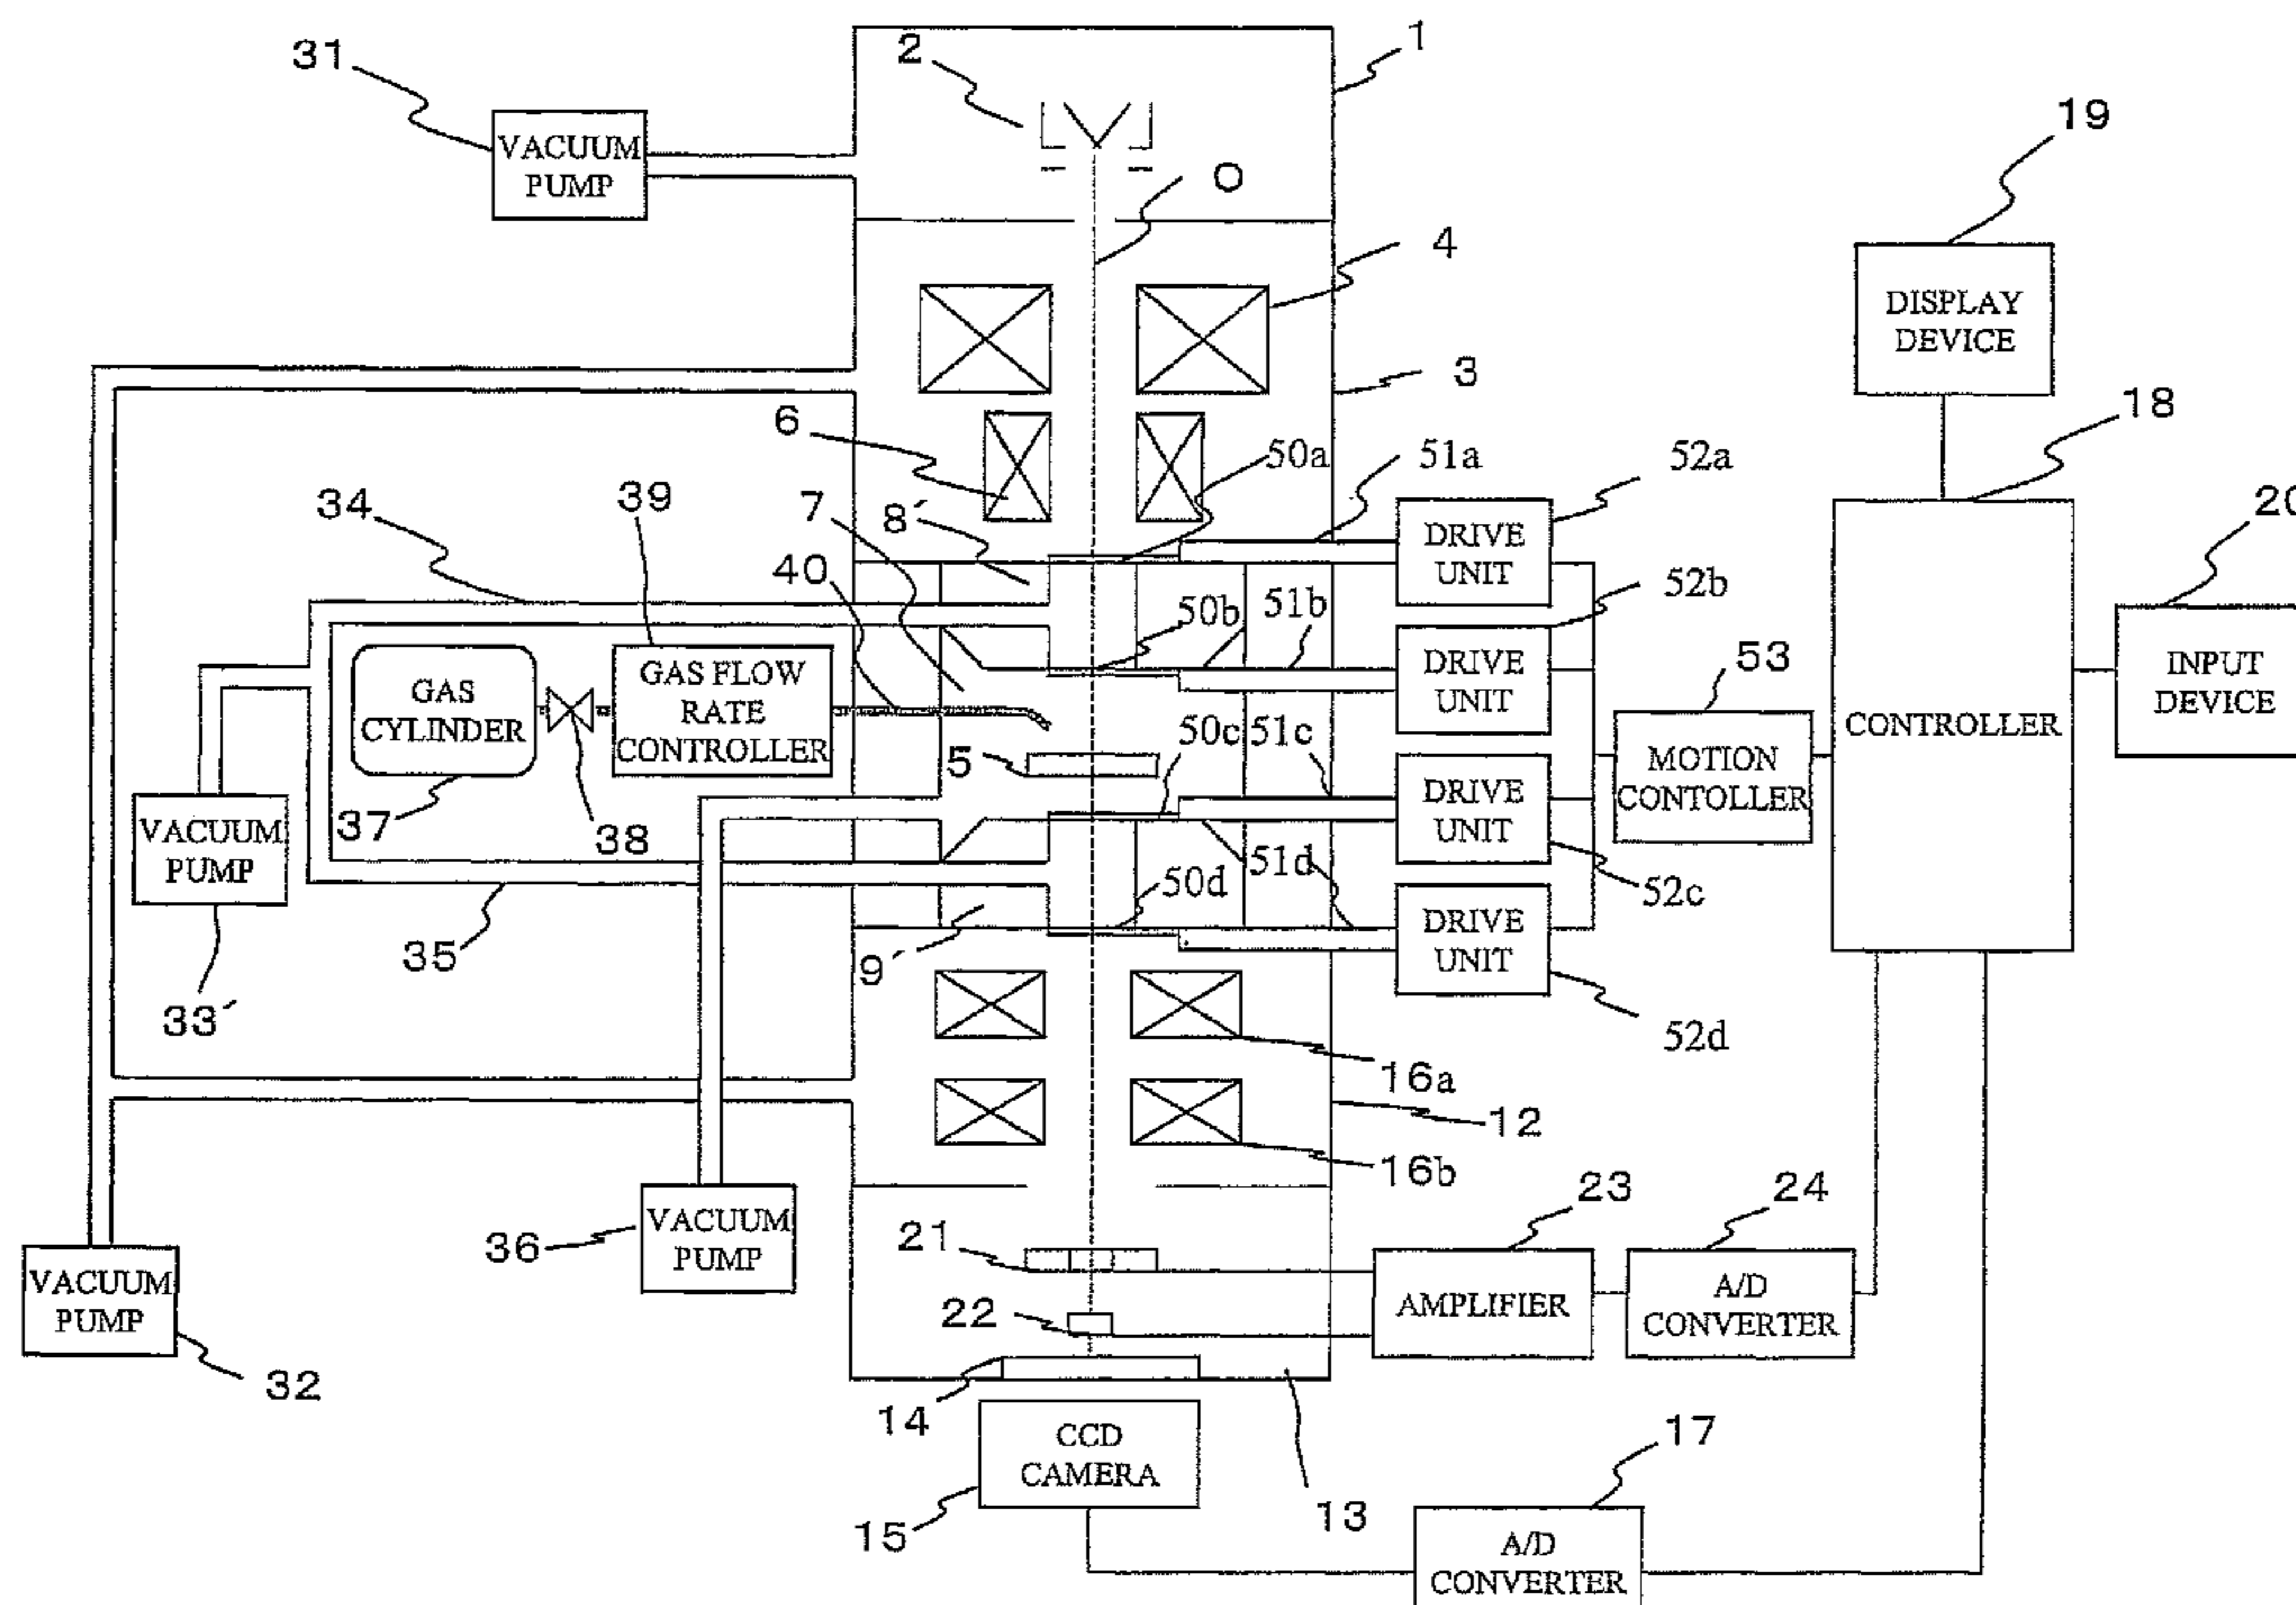 1
2
31
VACUUM
PUMP
O
19
4
DISPLAY
DEVICE
3
18
6
50a
51a
52a
34
39
7
8′
DRIVE
UNIT
20
40
50b
51b
52b
GAS
CYLINDER
GAS FLOW
RATE
CONTROLLER
DRIVE
UNIT
53
INPUT
DEVICE
CONTROLLER
5
50c
51c
MOTION
CONTOLLER
37
38
VACUUM
PUMP
DRIVE
UNIT
50d
51d
52c
35
9′
DRIVE
UNIT
33′
52d
16a
12
16b
23
24
36
VACUUM
PUMP
21
VACUUM
PUMP
22
AMPLIFIER
A/D
CONVERTER
32
14
CCD
CAMERA
17
15
13
A/D
CONVERTER